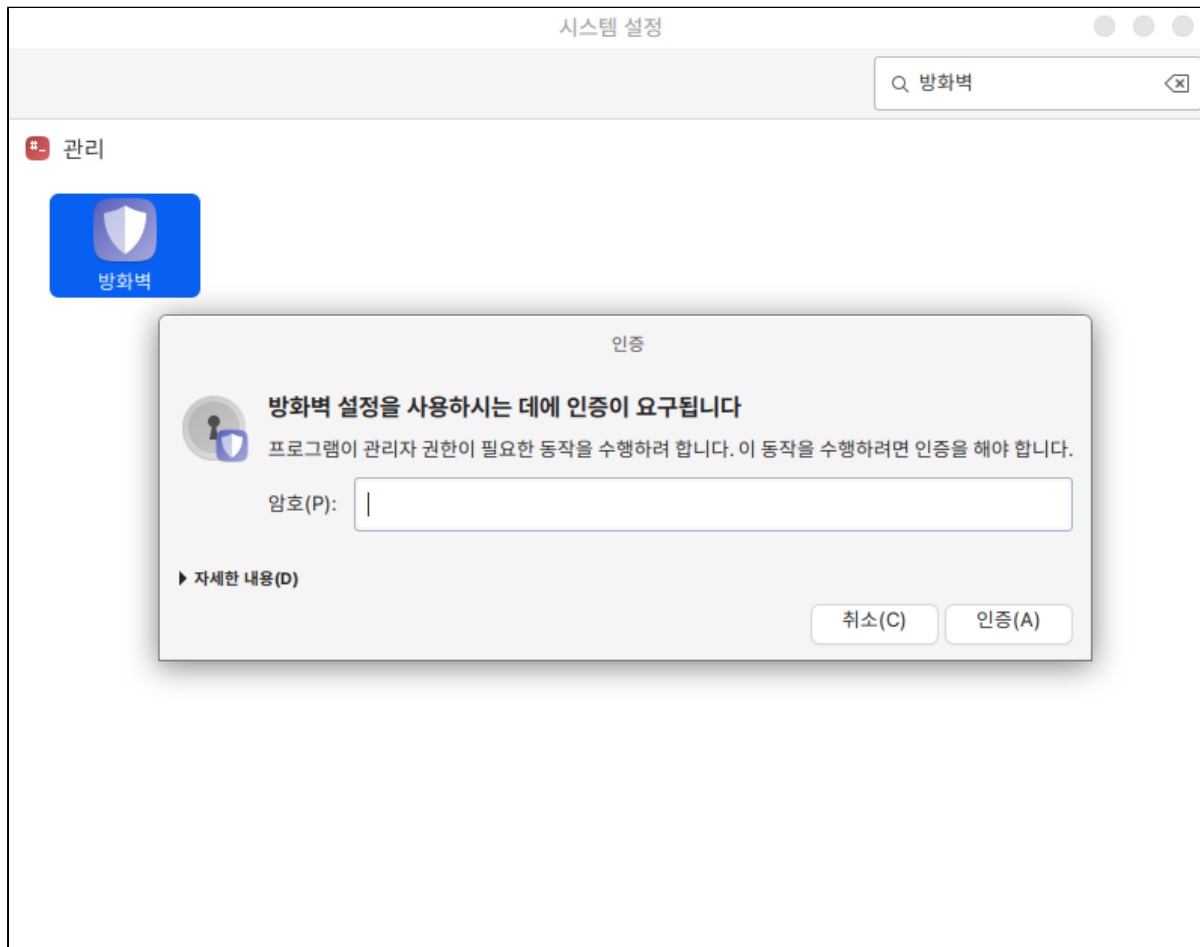 시스템 설정
방화벽
관리
방화벽
인증
방화벽 설정을 사용하시는 데에 인증이 요구됩니다
프로그램이 관리자 권한이 필요한 동작을 수행하려 합니다. 이 동작을 수행하려면 인증을 해야 합니다.
암호(P):
자세한 내용(D)
취소(C) 인증(A)